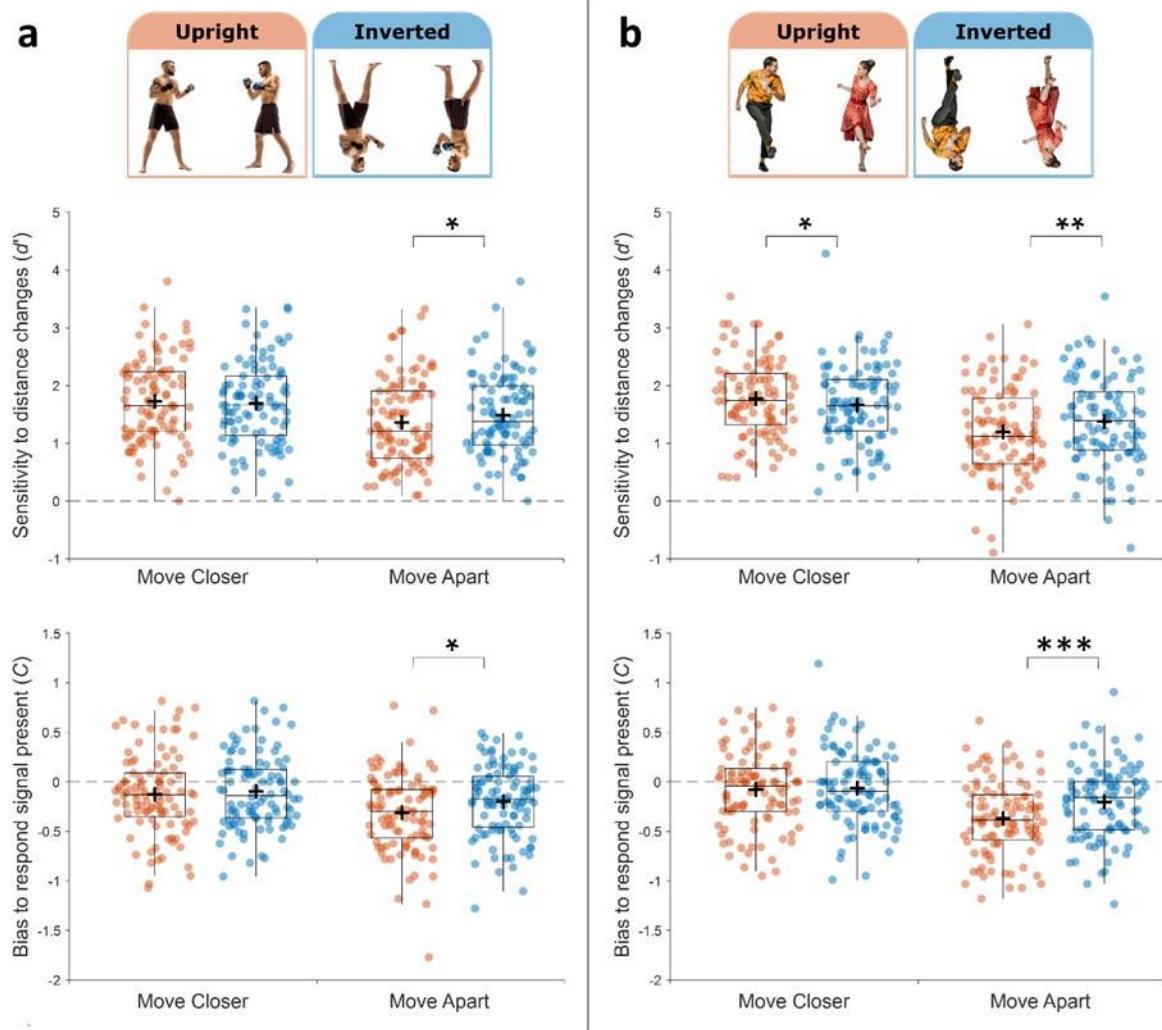 a
Upright
Inverted
Sensitivity to distance changes (d')
5
4
3
2
1
0
-1
*
Move Closer
Move Apart
Bias to respond signal present (C)
1.5
1
0.5
0
-0.5
-1
-1.5
-2
*
Move Closer
Move Apart
b
Upright
Inverted
Sensitivity to distance changes (d')
5
4
3
2
1
0
-1
*
**
Move Closer
Move Apart
Bias to respond signal present (C)
1.5
1
0.5
0
-0.5
-1
-1.5
-2
***
Move Closer
Move Apart